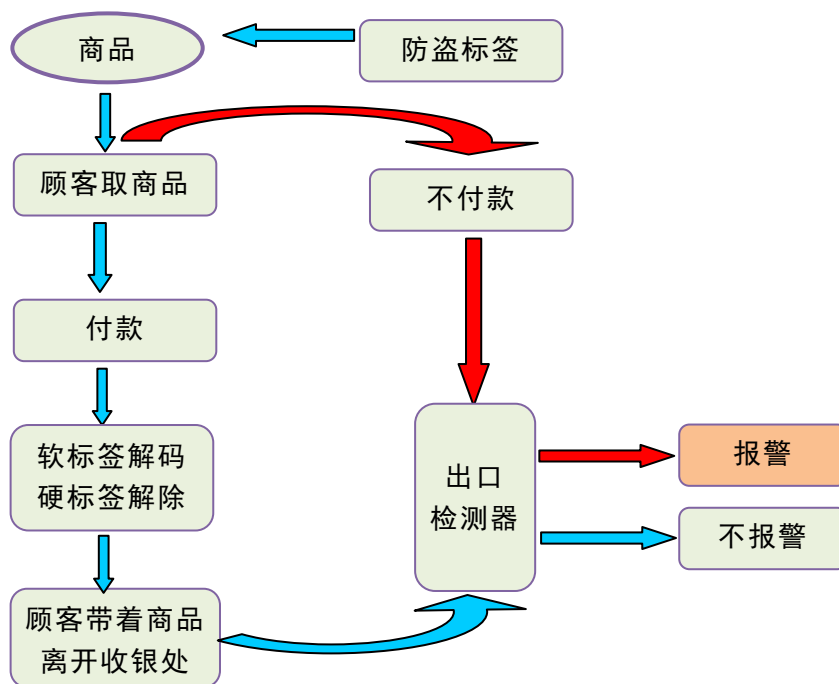 商品
防盗标签
顾客取商品
不付款
付款
软标签解码
硬标签解除
出口
检测器
报警
不报警
顾客带着商品
离开收银处